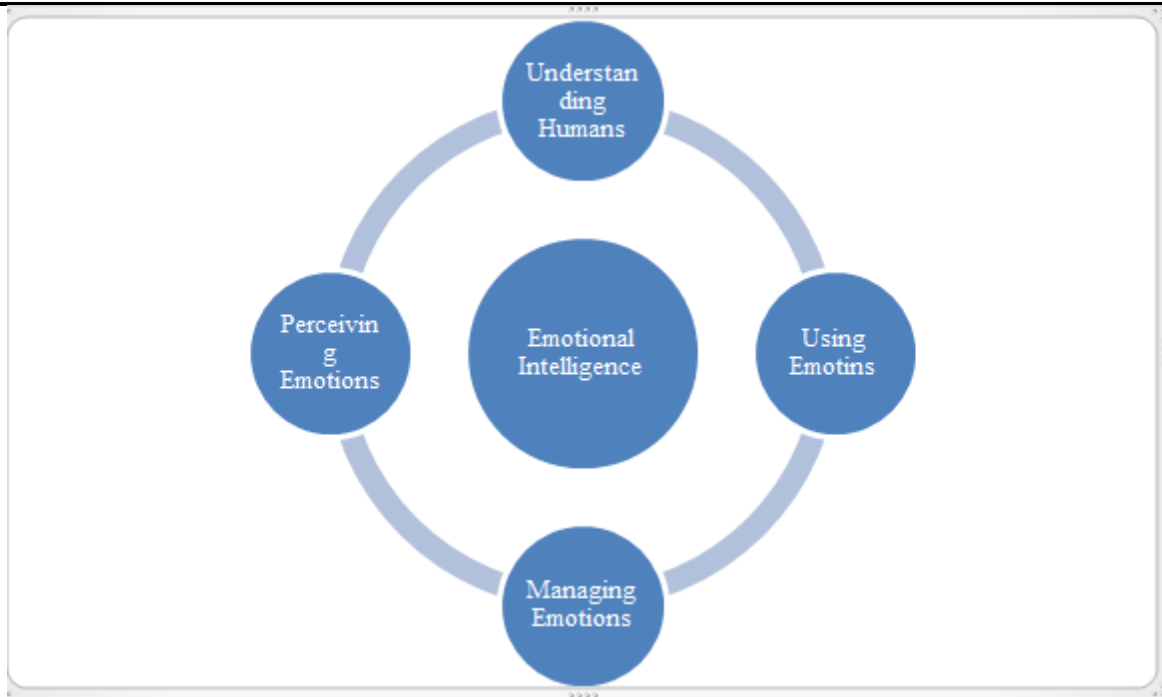 Understan
ding
Humans
Perceivin
g
Emotions
Emotional
Intelligence
Using
Emotins
Managing
Emotions